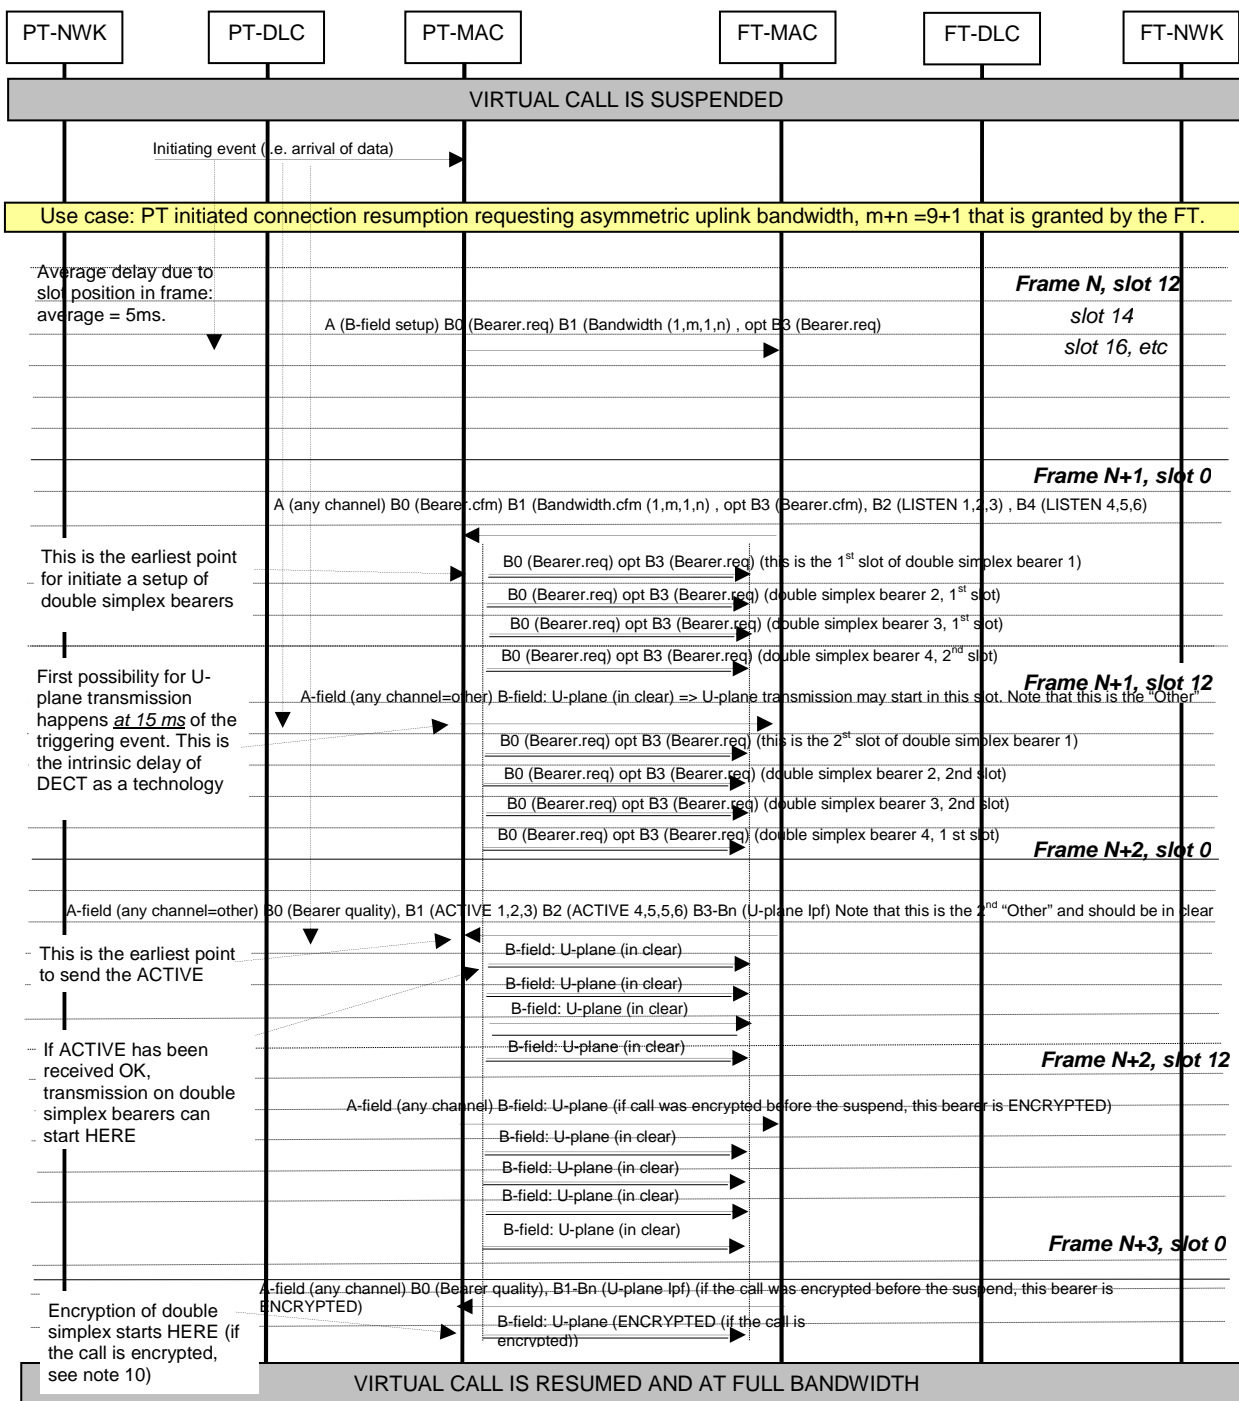 PT-NWK PT-DLC PT-MAC FT-MAC FT-DLC FT-NWK
VIRTUAL CALL IS SUSPENDED
Initiating event (i.e. arrival of data)
Use case: PT initiated connection resumption requesting asymmetric uplink bandwidth, m+n =9+1 that is granted by the FT.
Average delay due to
slot position in frame:
average = 5ms.
Frame N, slot 12
slot 14
slot 16, etc
A (B-field setup) B0 (Bearer.req) B1 (Bandwidth (1,m,1,n) , opt B3 (Bearer.req)
Frame N+1, slot 0
A (any channel) B0 (Bearer.cfm) B1 (Bandwidth.cfm (1,m,1,n) , opt B3 (Bearer.cfm), B2 (LISTEN 1,2,3) , B4 (LISTEN 4,5,6)
This is the earliest point
for initiate a setup of
double simplex bearers
B0 (Bearer.req) opt B3 (Bearer.req) (this is the 1st slot of double simplex bearer 1)
B0 (Bearer.req) opt B3 (Bearer.req) (double simplex bearer 2, 1st slot)
B0 (Bearer.req) opt B3 (Bearer.req) (double simplex bearer 3, 1st slot)
B0 (Bearer.req) opt B3 (Bearer.req) (double simplex bearer 4, 2nd slot)
First possibility for U-
plane transmission
happens at 15 ms of the
triggering event. This is
the intrinsic delay of
DECT as a technology
Frame N+1, slot 12
A-field (any channel=other) B-field: U-plane (in clear) => U-plane transmission may start in this slot. Note that this is the "Other"
B0 (Bearer.req) opt B3 (Bearer.req) (this is the 2st slot of double simplex bearer 1)
B0 (Bearer.req) opt B3 (Bearer.req) (double simplex bearer 2, 2nd slot)
B0 (Bearer.req) opt B3 (Bearer.req) (double simplex bearer 3, 2nd slot)
B0 (Bearer.req) opt B3 (Bearer.req) (double simplex bearer 4, 1 st slot)
Frame N+2, slot 0
A-field (any channel=other) B0 (Bearer quality), B1 (ACTIVE 1,2,3) B2 (ACTIVE 4,5,5,6) B3-Bn (U-plane Ipf) Note that this is the 2nd "Other" and should be in clear
This is the earliest point
to send the ACTIVE
B-field: U-plane (in clear)
B-field: U-plane (in clear)
B-field: U-plane (in clear)
B-field: U-plane (in clear)
If ACTIVE has been
received OK,
transmission on double
simplex bearers can
start HERE
Frame N+2, slot 12
A-field (any channel) B-field: U-plane (if call was encrypted before the suspend, this bearer is ENCRYPTED)
B-field: U-plane (in clear)
B-field: U-plane (in clear)
B-field: U-plane (in clear)
B-field: U-plane (in clear)
Frame N+3, slot 0
A-field (any channel) B0 (Bearer quality), B1-Bn (U-plane Ipf) (if the call was encrypted before the suspend, this bearer is
ENCRYPTED)
Encryption of double
simplex starts HERE (if
the call is encrypted,
see note 10)
B-field: U-plane (ENCRYPTED (if the call is
encrypted))
VIRTUAL CALL IS RESUMED AND AT FULL BANDWIDTH